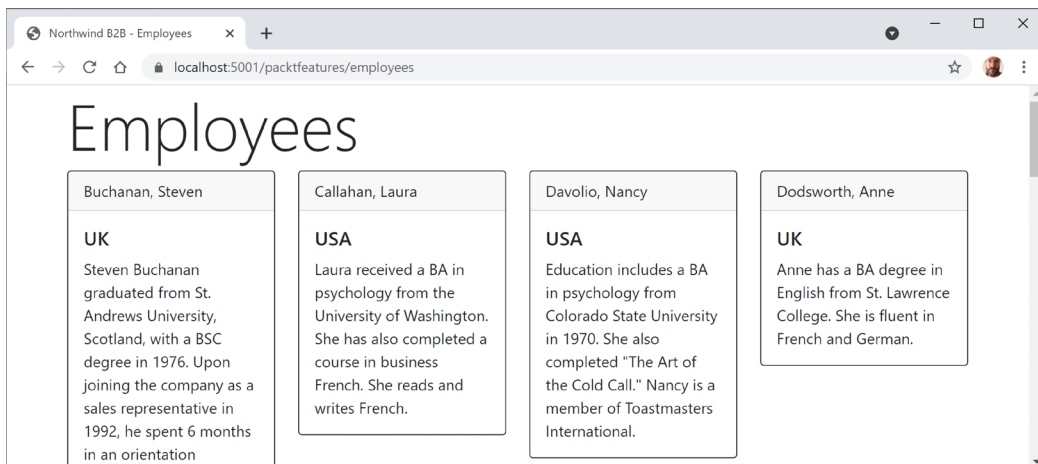 Northwind B2B - Employees
localhost:5001/packtfeatures/employees
Employees
Buchanan, Steven
UK
Steven Buchanan
graduated from St.
Andrews University,
Scotland, with a BSC
degree in 1976. Upon
joining the company as a
sales representative in
1992, he spent 6 months
in an orientation
Callahan, Laura
USA
Laura received a BA in
psychology from the
University of Washington.
She has also completed a
course in business
French. She reads and
writes French.
Davolio, Nancy
USA
Education includes a BA
in psychology from
Colorado State University
in 1970. She also
completed "The Art of
the Cold Call." Nancy is a
member of Toastmasters
International.
Dodsworth, Anne
UK
Anne has a BA degree in
English from St. Lawrence
College. She is fluent in
French and German.